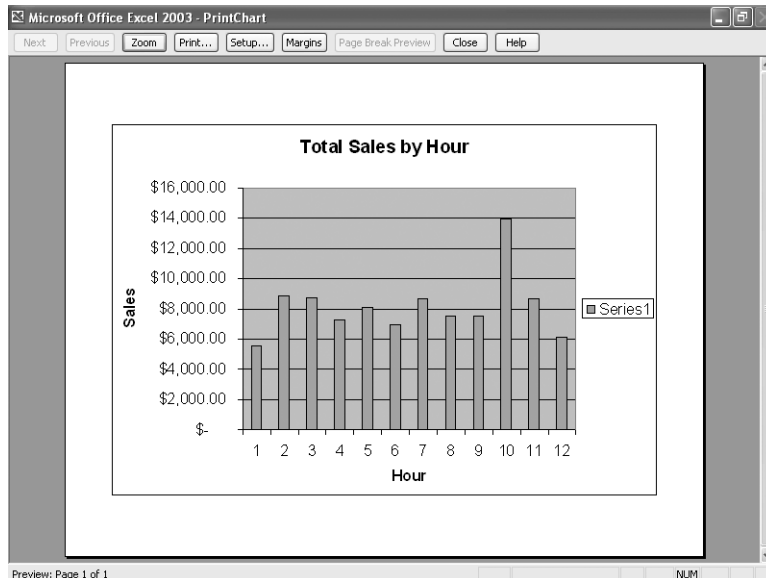 Microsoft Office Excel 2003 - PrintChart
Next Previous Zoom Print... Setup... Margins Page Break Preview Close Help
Total Sales by Hour
$16,000.00
$14,000.00
$12,000.00
$10,000.00
$8,000.00
$6,000.00
$4,000.00
$2,000.00
$-
Sales
Series1
1 2 3 4 5 6 7 8 9 10 11 12
Hour
Preview: Page 1 of 1 NUM